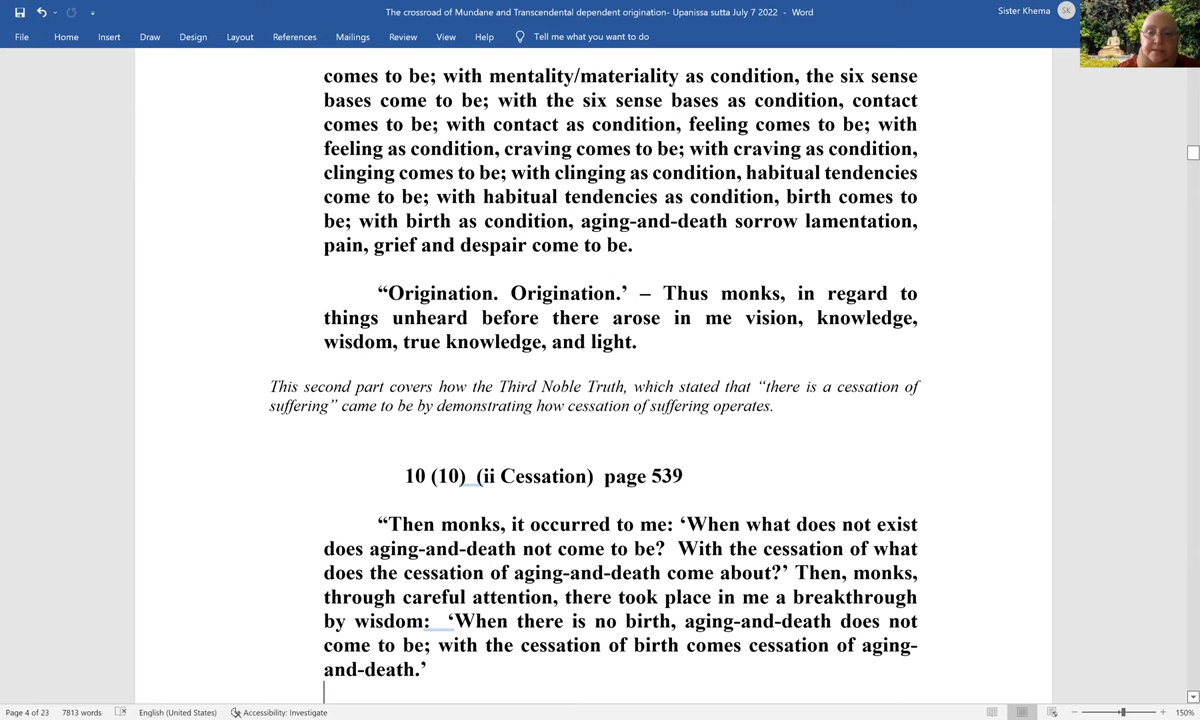 The crossroad of Mundane and Transcendental dependent origination- Upanissa sutta July 7 2022 - Word
Sister Khema
SK
File Home Insert Draw Design Layout References Mailings Review View Help Tell me what you want to do
comes to be; with mentality/materiality as condition, the six sense
bases come to be; with the six sense bases as condition, contact
comes to be; with contact as condition, feeling comes to be; with
feeling as condition, craving comes to be; with craving as condition,
clinging comes to be; with clinging as condition, habitual tendencies
come to be; with habitual tendencies as condition, birth comes to
be; with birth as condition, aging-and-death sorrow lamentation,
pain, grief and despair come to be.
“Origination. Origination.’ – Thus monks, in regard to
things unheard before there arose in me vision, knowledge,
wisdom, true knowledge, and light.
This second part covers how the Third Noble Truth, which stated that “there is a cessation of
suffering” came to be by demonstrating how cessation of suffering operates.
10 (10) (ii Cessation) page 539
“Then monks, it occurred to me: ‘When what does not exist
does aging-and-death not come to be? With the cessation of what
does the cessation of aging-and-death come about?’ Then, monks,
through careful attention, there took place in me a breakthrough
by wisdom: ‘When there is no birth, aging-and-death does not
come to be; with the cessation of birth comes cessation of aging-
and-death.’
Page 4 of 23 7813 words English (United States) Accessibility: Investigate 150%